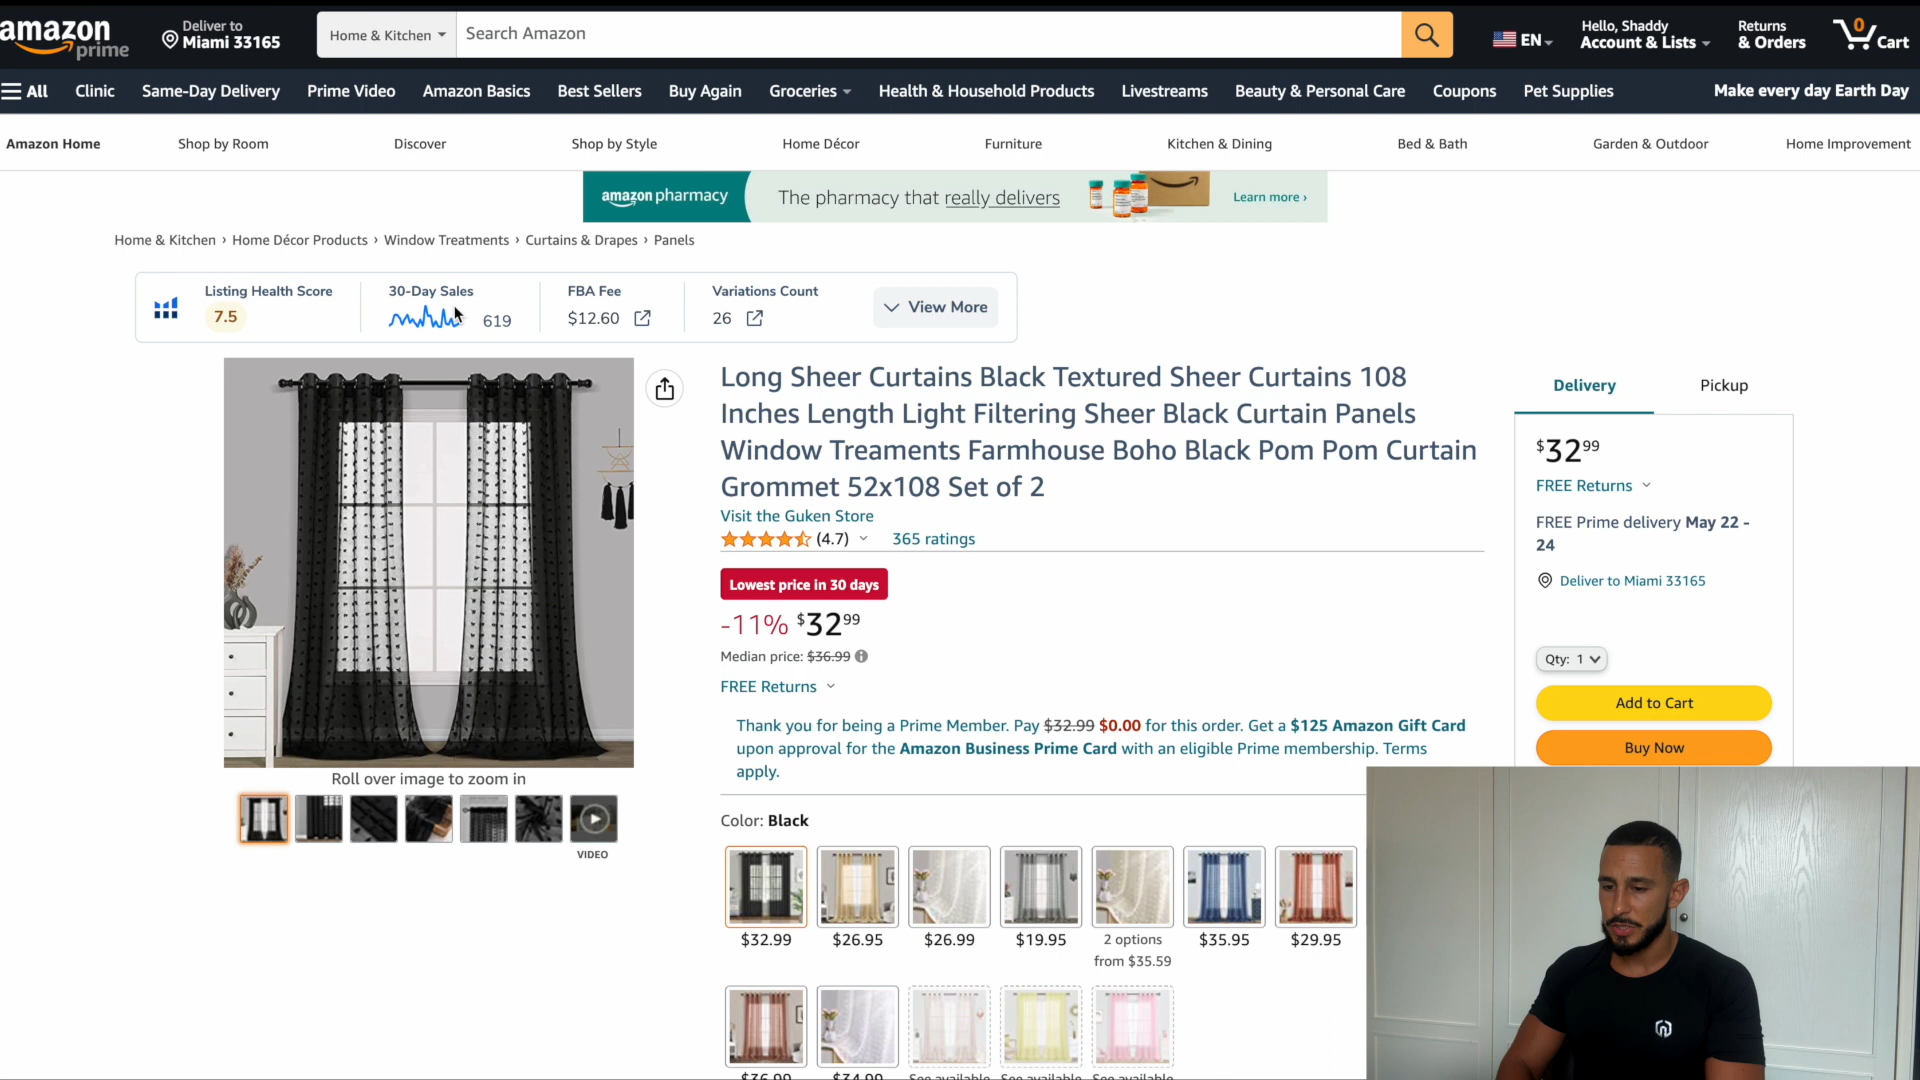 amazon prime
Deliver to
Miami 33165
Home & Kitchen
Search Amazon
EN
Hello, Shaddy
Account & Lists
Returns
& Orders
0
Cart
All
Clinic
Same-Day Delivery
Prime Video
Amazon Basics
Best Sellers
Buy Again
Groceries
Health & Household Products
Livestreams
Beauty & Personal Care
Coupons
Pet Supplies
Make every day Earth Day
Amazon Home
Shop by Room
Discover
Shop by Style
Home Décor
Furniture
Kitchen & Dining
Bed & Bath
Garden & Outdoor
Home Improvement
amazon pharmacy
The pharmacy that really delivers
Learn more ›
Home & Kitchen › Home Décor Products › Window Treatments › Curtains & Drapes › Panels
Listing Health Score
7.5
30-Day Sales
619
FBA Fee
$12.60
Variations Count
26
View More
Long Sheer Curtains Black Textured Sheer Curtains 108
Inches Length Light Filtering Sheer Black Curtain Panels
Window Treaments Farmhouse Boho Black Pom Pom Curtain
Grommet 52x108 Set of 2
Visit the Guken Store
(4.7)
365 ratings
Lowest price in 30 days
-11% $32.99
Median price: $36.99
FREE Returns
Thank you for being a Prime Member. Pay $32.99 $0.00 for this order. Get a $125 Amazon Gift Card
upon approval for the Amazon Business Prime Card with an eligible Prime membership. Terms
apply.
Color: Black
$32.99
$26.95
$26.99
$19.95
2 options
from $35.59
$35.95
$29.95
$36.99
$34.99
See available
See available
See available
Roll over image to zoom in
VIDEO
Delivery
Pickup
$32.99
FREE Returns
FREE Prime delivery May 22 -
24
Deliver to Miami 33165
Qty: 1
Add to Cart
Buy Now